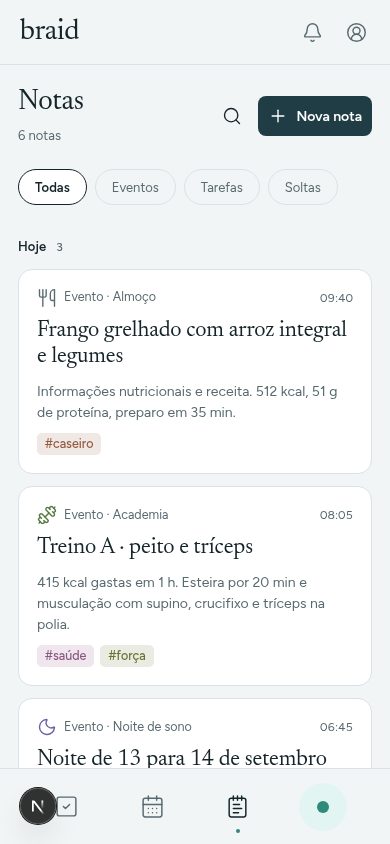 braid
Notas
6 notas
Nova nota
Todas
Eventos
Tarefas
Soltas
Hoje 3
Evento · Almoço
09:40
Frango grelhado com arroz integral
e legumes
Informações nutricionais e receita. 512 kcal, 51 g
de proteína, preparo em 35 min.
#caseiro
Evento · Academia
08:05
Treino A · peito e tríceps
415 kcal gastas em 1 h. Esteira por 20 min e
musculação com supino, crucifixo e tríceps na
polia.
#saúde #força
Evento · Noite de sono
06:45
Noite de 13 para 14 de setembro
N